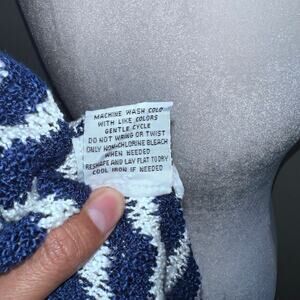 MACHINE WASH COLD
WITH LIKE COLORS
GENTLE CYCLE
DO NOT WRING OR TWIST
ONLY NON-CHLORINE BLEACH
WHEN NEEDED
RESHAPE AND LAY FLAT TO DRY
COOL IRON IF NEEDED